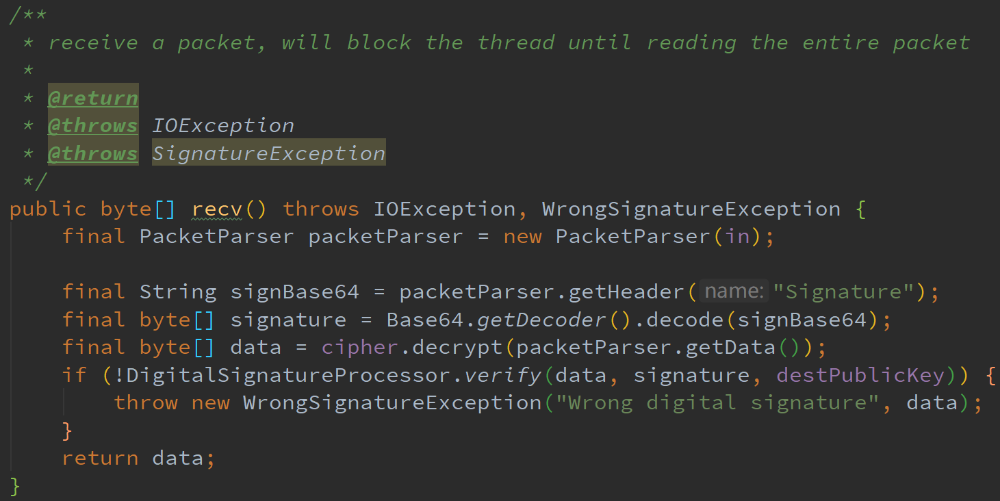 /**
 * receive a packet, will block the thread until reading the entire packet
 *
 * @return
 * @throws IOException
 * @throws SignatureException
 */
public byte[] recv() throws IOException, WrongSignatureException {
    final PacketParser packetParser = new PacketParser(in);

    final String signBase64 = packetParser.getHeader( name: "Signature");
    final byte[] signature = Base64.getDecoder().decode(signBase64);
    final byte[] data = cipher.decrypt(packetParser.getData());
    if (!DigitalSignatureProcessor.verify(data, signature, destPublicKey)) {
        throw new WrongSignatureException("Wrong digital signature", data);
    }
    return data;
}